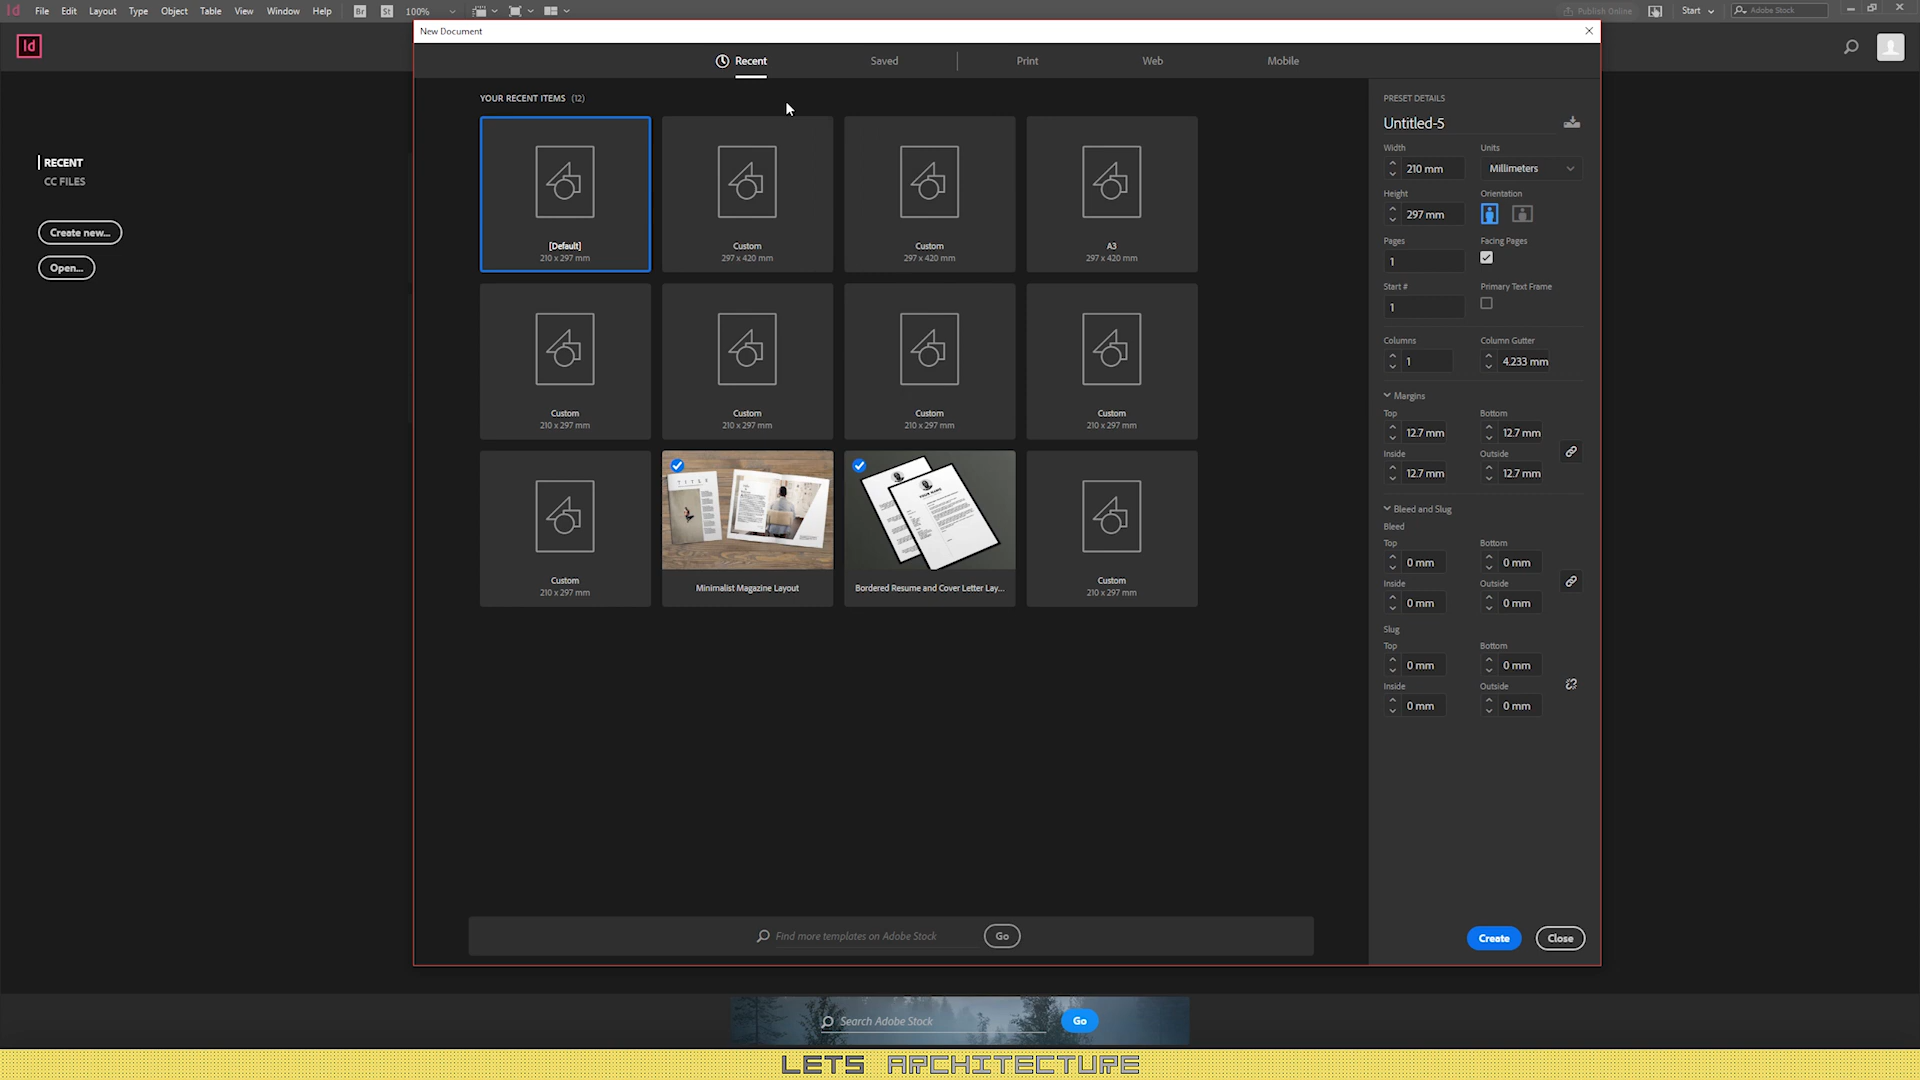 Id File Edit Layout Type Object Table View Window Help Br St 100% Publish Online Start Adobe Stock
New Document
Id
Recent Saved Print Web Mobile
YOUR RECENT ITEMS (12)
RECENT
CC FILES
Create new...
Open...
[Default]
210 x 297 mm
Custom
297 x 420 mm
Custom
297 x 420 mm
A3
297 x 420 mm
Custom
210 x 297 mm
Custom
210 x 297 mm
Custom
210 x 297 mm
Custom
210 x 297 mm
Custom
210 x 297 mm
TITLE
Minimalist Magazine Layout
YOUR NAME
Bordered Resume and Cover Letter Lay...
Custom
210 x 297 mm
Find more templates on Adobe Stock Go
PRESET DETAILS
Untitled-5
Width Units
210 mm Millimeters
Height Orientation
297 mm
Pages Facing Pages
1
Start # Primary Text Frame
1
Columns Column Gutter
1 4.233 mm
Margins
Top Bottom
12.7 mm 12.7 mm
Inside Outside
12.7 mm 12.7 mm
Bleed and Slug
Bleed
Top Bottom
0 mm 0 mm
Inside Outside
0 mm 0 mm
Slug
Top Bottom
0 mm 0 mm
Inside Outside
0 mm 0 mm
Create Close
Search Adobe Stock Go
LETS ARCHITECTURE